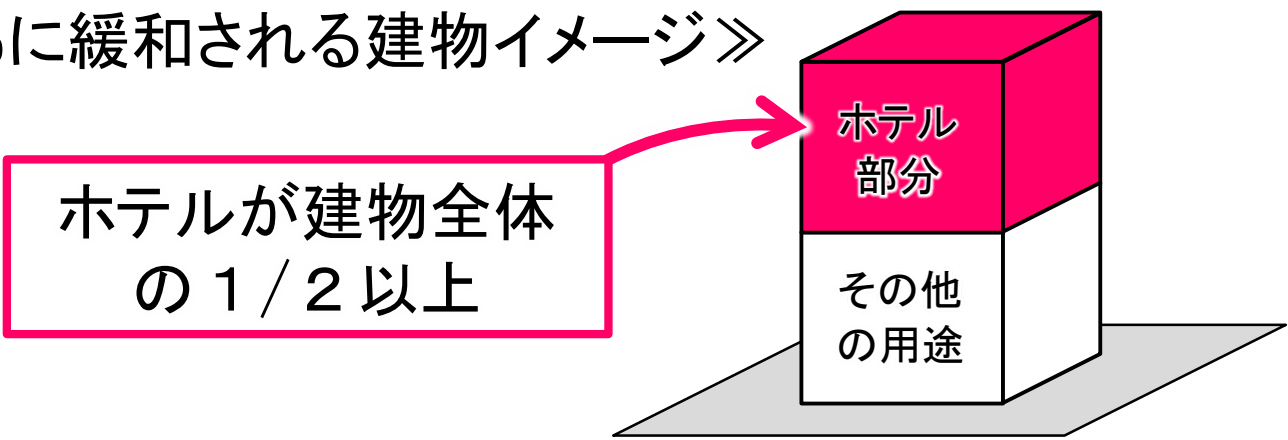 に緩和される建物イメージ≫
ホテルが建物全体
の１/２以上
ホテル
部分
その他
の用途